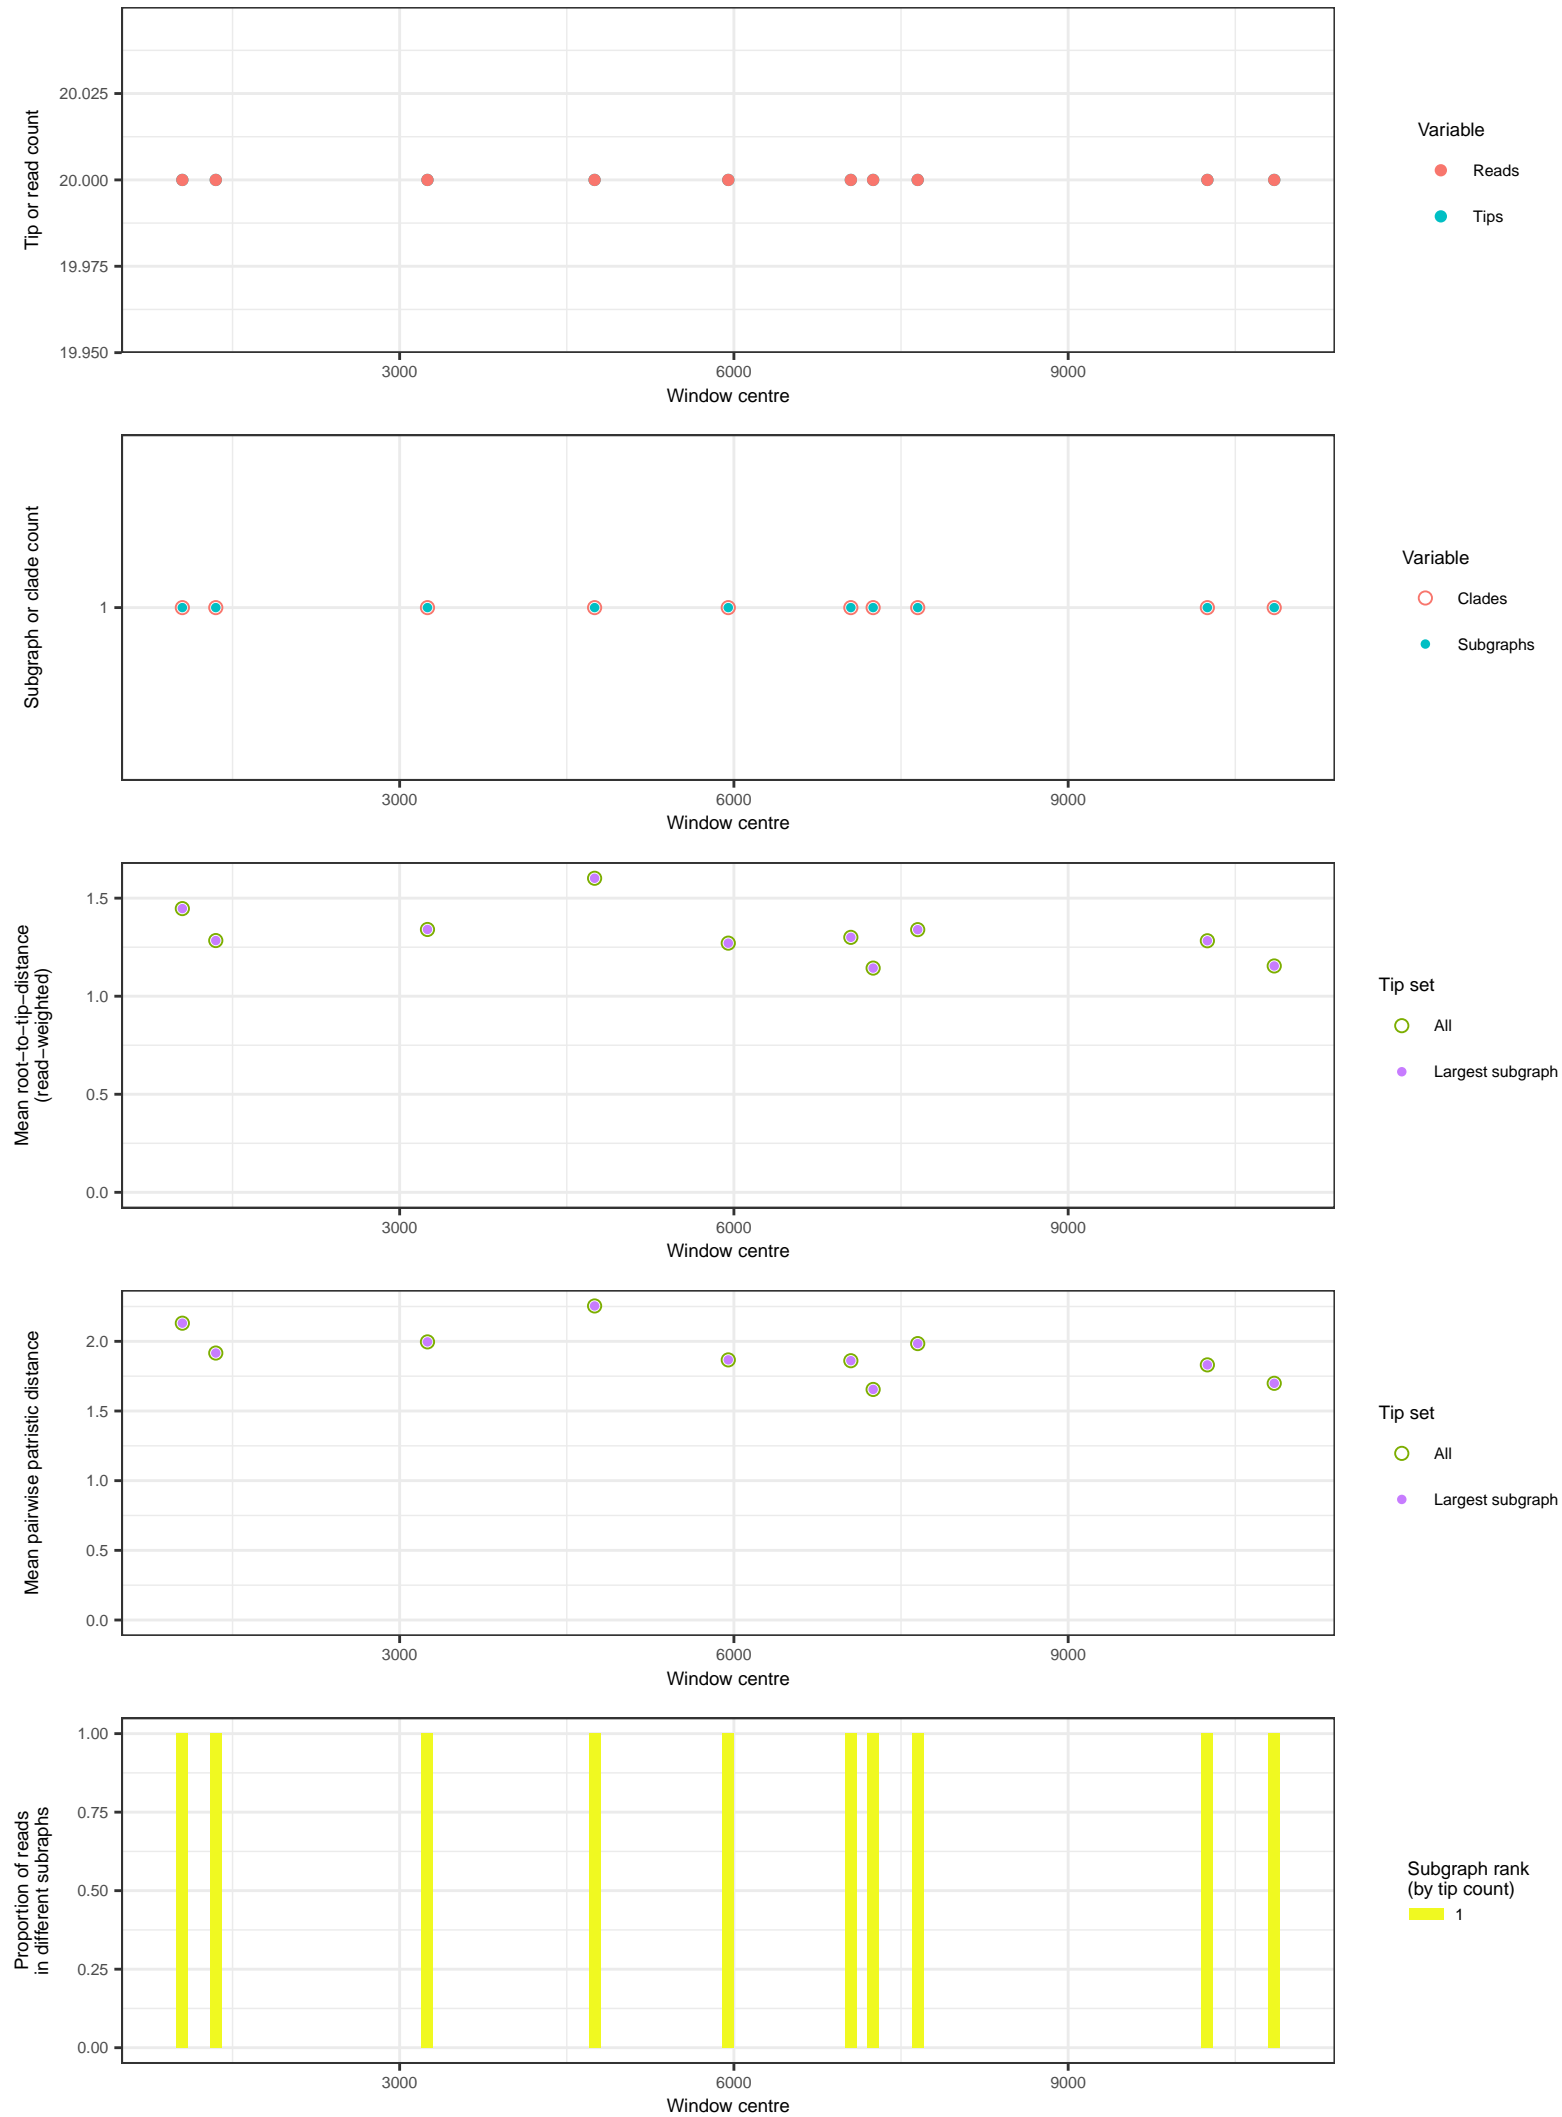 20.025
20.000
19.975
19.950
Tip or read count
3000
6000
9000
Window centre
Variable
Reads
Tips
1
Subgraph or clade count
3000
6000
9000
Window centre
Variable
Clades
Subgraphs
1.5
1.0
0.5
0.0
Mean root−to−tip−distance
(read−weighted)
3000
6000
9000
Window centre
Tip set
All
Largest subgraph
2.0
1.5
1.0
0.5
0.0
Mean pairwise patristic distance
3000
6000
9000
Window centre
Tip set
All
Largest subgraph
1.00
0.75
0.50
0.25
0.00
Proportion of reads
in different subraphs
3000
6000
9000
Window centre
Subgraph rank
(by tip count)
1